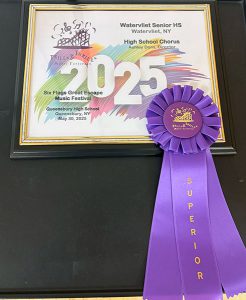 Watervliet Senior HS
Watervliet, NY
High School Chorus
2025
Six Flags Great Escape
Music Festival
Queensbury High School
Queensbury, NY
May 30, 2025
SUPERIOR